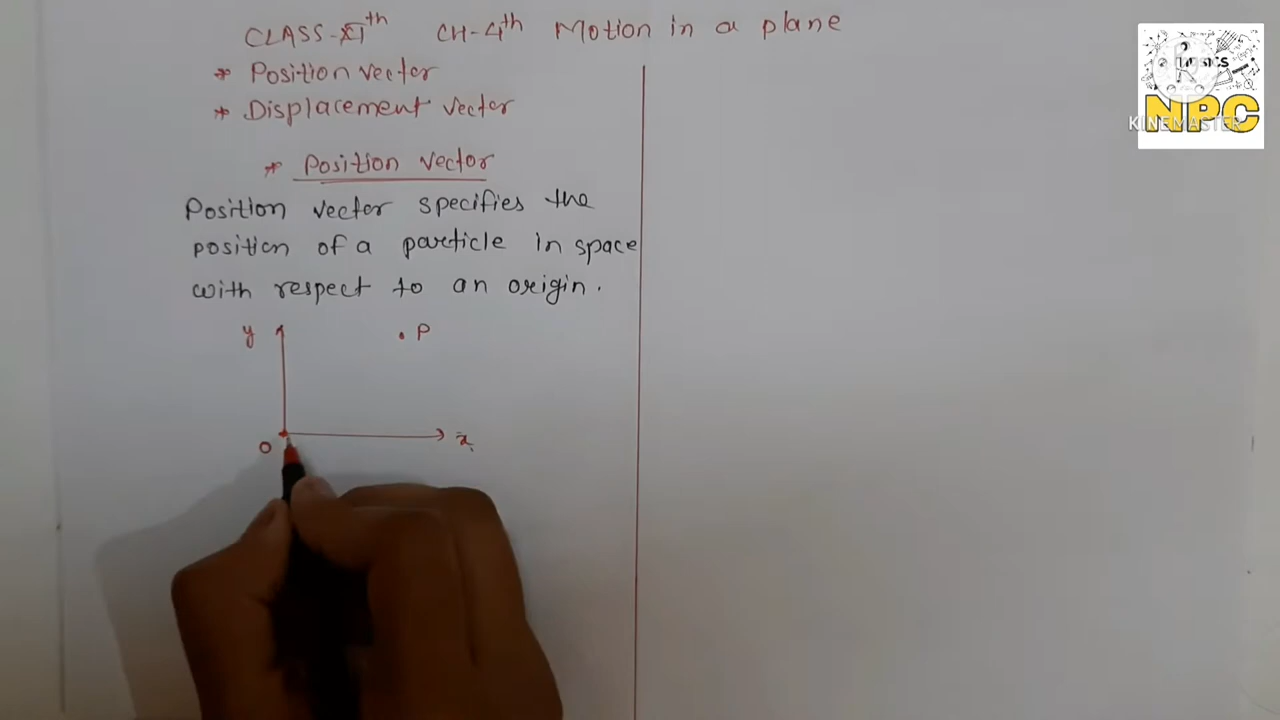 CLASS-XIth CH-4th Motion in a plane
* Position vector
* Displacement vector
* Position vector
Position vector specifies the
position of a particle in space
with respect to an origin.
y
. P
O
x
PHYSICS
KINEMASTER
NPC